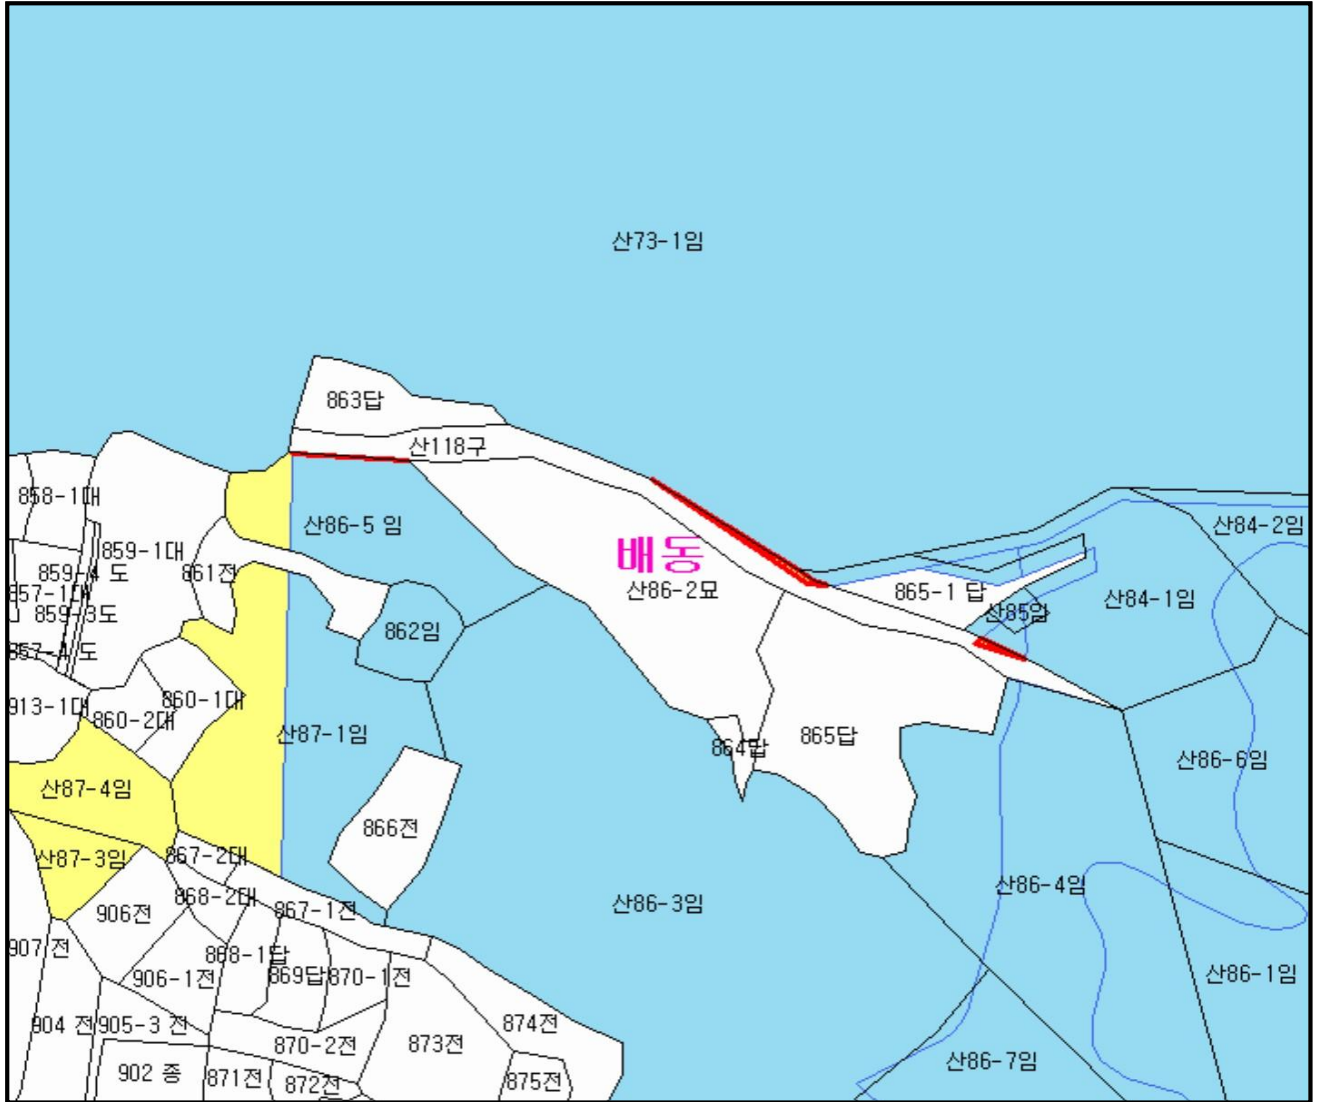 산73-1임
863답
산118구
858-1대
산86-5 임
산84-2임
859-1대
배동
859-4 도
861전
857-1대
산86-2묘
865-1 답
산84-1임
859-3도
862임
857-4 도
860-1대
913-1대
860-2대
산87-1임
864답
865답
산86-6임
산87-4임
866전
산87-3임
867-2대
산86-4임
868-2대
867-1전
산86-3임
906전
907 전
868-1답
869답
870-1전
906-1전
산86-1임
904 전
905-3 전
874전
870-2전
873전
산86-7임
902 종
871전
872전
875전